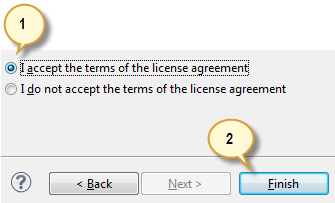 1
I accept the terms of the license agreement
I do not accept the terms of the license agreement
2
?
< Back
Next >
Finish